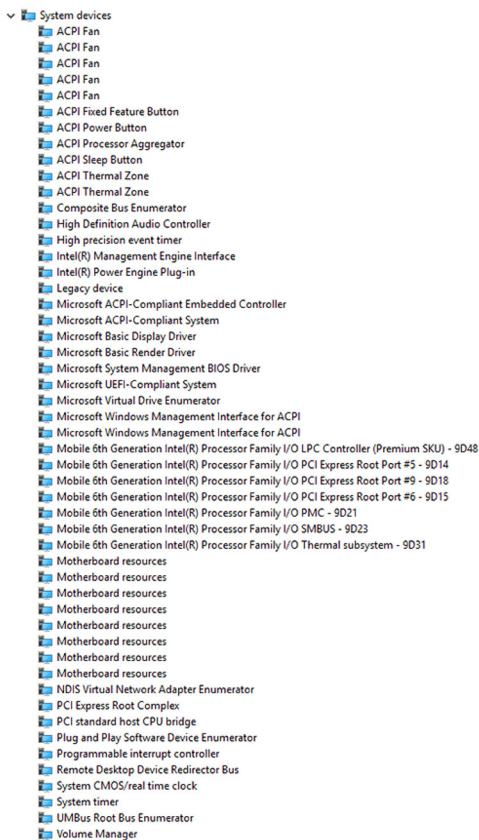 System devices
ACPI Fan
ACPI Fan
ACPI Fan
ACPI Fan
ACPI Fan
ACPI Fixed Feature Button
ACPI Power Button
ACPI Processor Aggregator
ACPI Sleep Button
ACPI Thermal Zone
ACPI Thermal Zone
Composite Bus Enumerator
High Definition Audio Controller
High precision event timer
Intel(R) Management Engine Interface
Intel(R) Power Engine Plug-in
Legacy device
Microsoft ACPI-Compliant Embedded Controller
Microsoft ACPI-Compliant System
Microsoft Basic Display Driver
Microsoft Basic Render Driver
Microsoft System Management BIOS Driver
Microsoft UEFI-Compliant System
Microsoft Virtual Drive Enumerator
Microsoft Windows Management Interface for ACPI
Microsoft Windows Management Interface for ACPI
Mobile 6th Generation Intel(R) Processor Family I/O LPC Controller (Premium SKU) - 9D48
Mobile 6th Generation Intel(R) Processor Family I/O PCI Express Root Port #5 - 9D14
Mobile 6th Generation Intel(R) Processor Family I/O PCI Express Root Port #9 - 9D18
Mobile 6th Generation Intel(R) Processor Family I/O PCI Express Root Port #6 - 9D15
Mobile 6th Generation Intel(R) Processor Family I/O PMC - 9D21
Mobile 6th Generation Intel(R) Processor Family I/O SMBUS - 9D23
Mobile 6th Generation Intel(R) Processor Family I/O Thermal subsystem - 9D31
Motherboard resources
Motherboard resources
Motherboard resources
Motherboard resources
Motherboard resources
Motherboard resources
Motherboard resources
Motherboard resources
NDIS Virtual Network Adapter Enumerator
PCI Express Root Complex
PCI standard host CPU bridge
Plug and Play Software Device Enumerator
Programmable interrupt controller
Remote Desktop Device Redirector Bus
System CMOS/real time clock
System timer
UMBus Root Bus Enumerator
Volume Manager